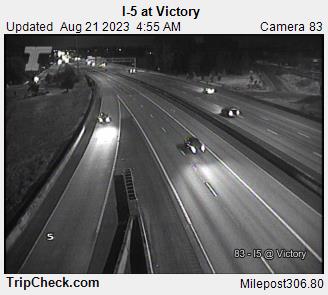 I-5 at Victory
Updated Aug 21 2023 4:55 AM Camera 83
T
S
83 - I5 @ Victory
TripCheck.com Milepost306.80